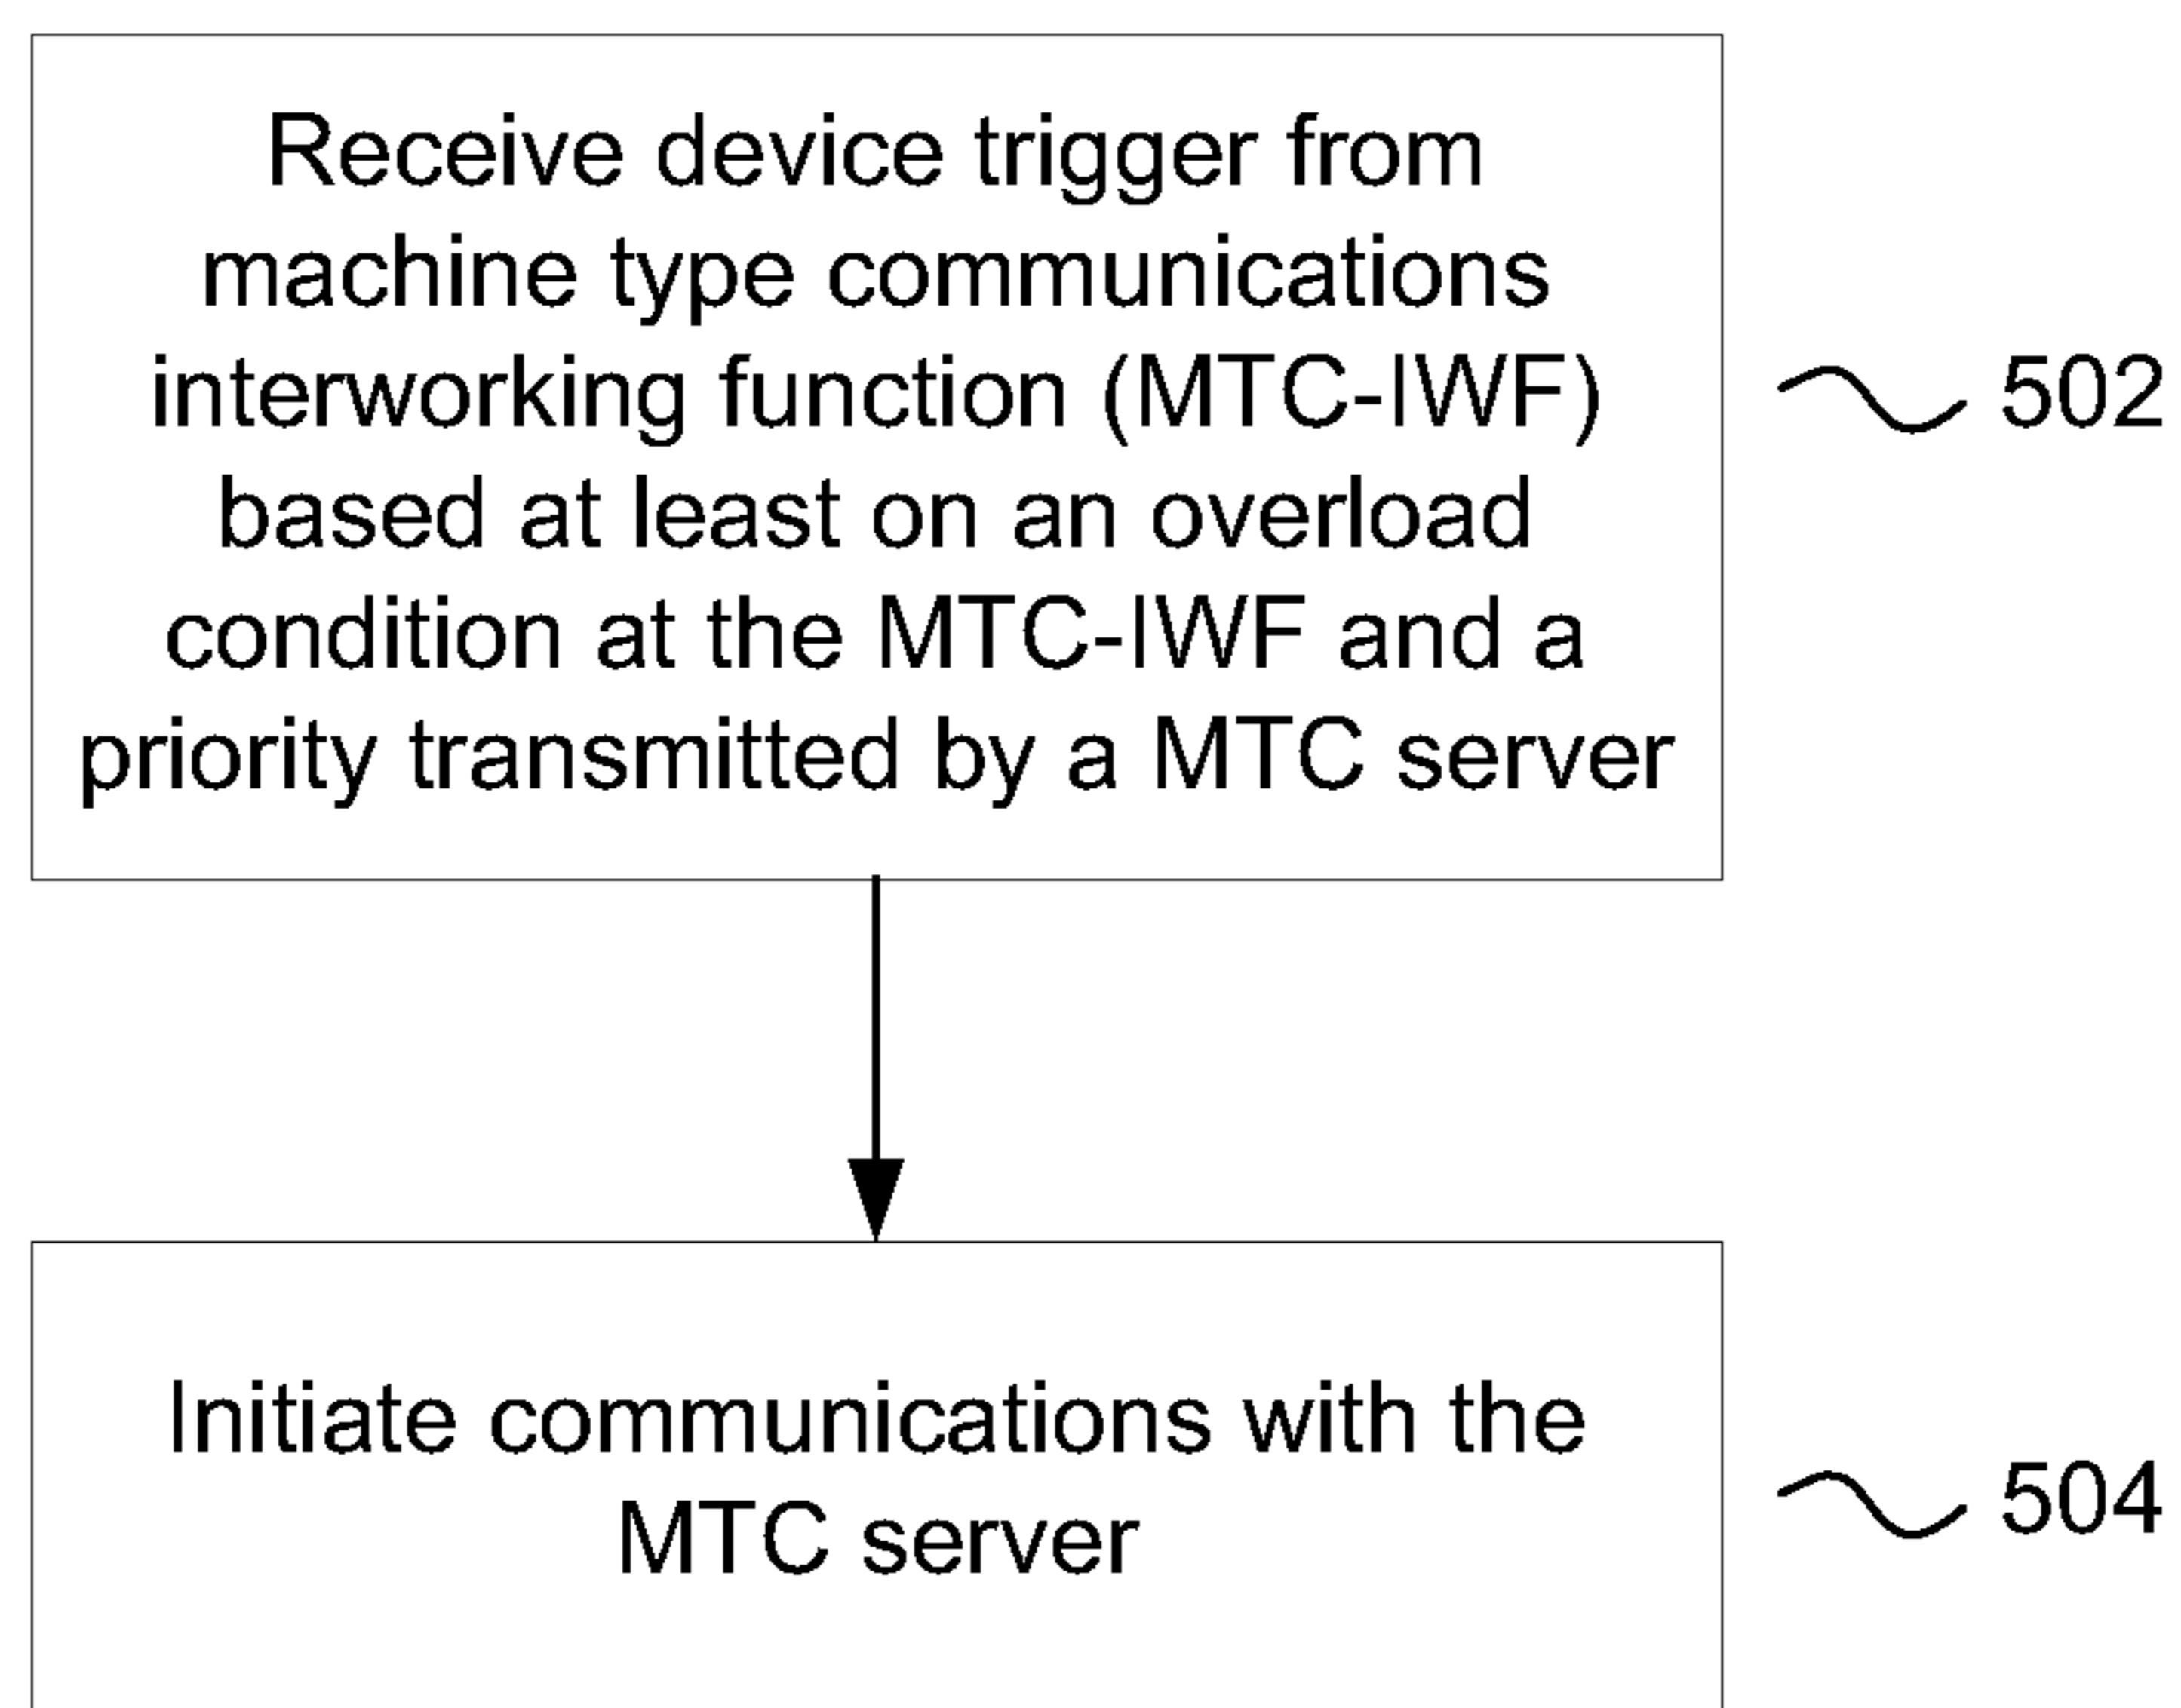 Receive device trigger from
machine type communications
interworking function (MTC-IWF)
based at least on an overload
condition at the MTC-IWF and a
priority transmitted by a MTC server
502
Initiate communications with the
MTC server
504